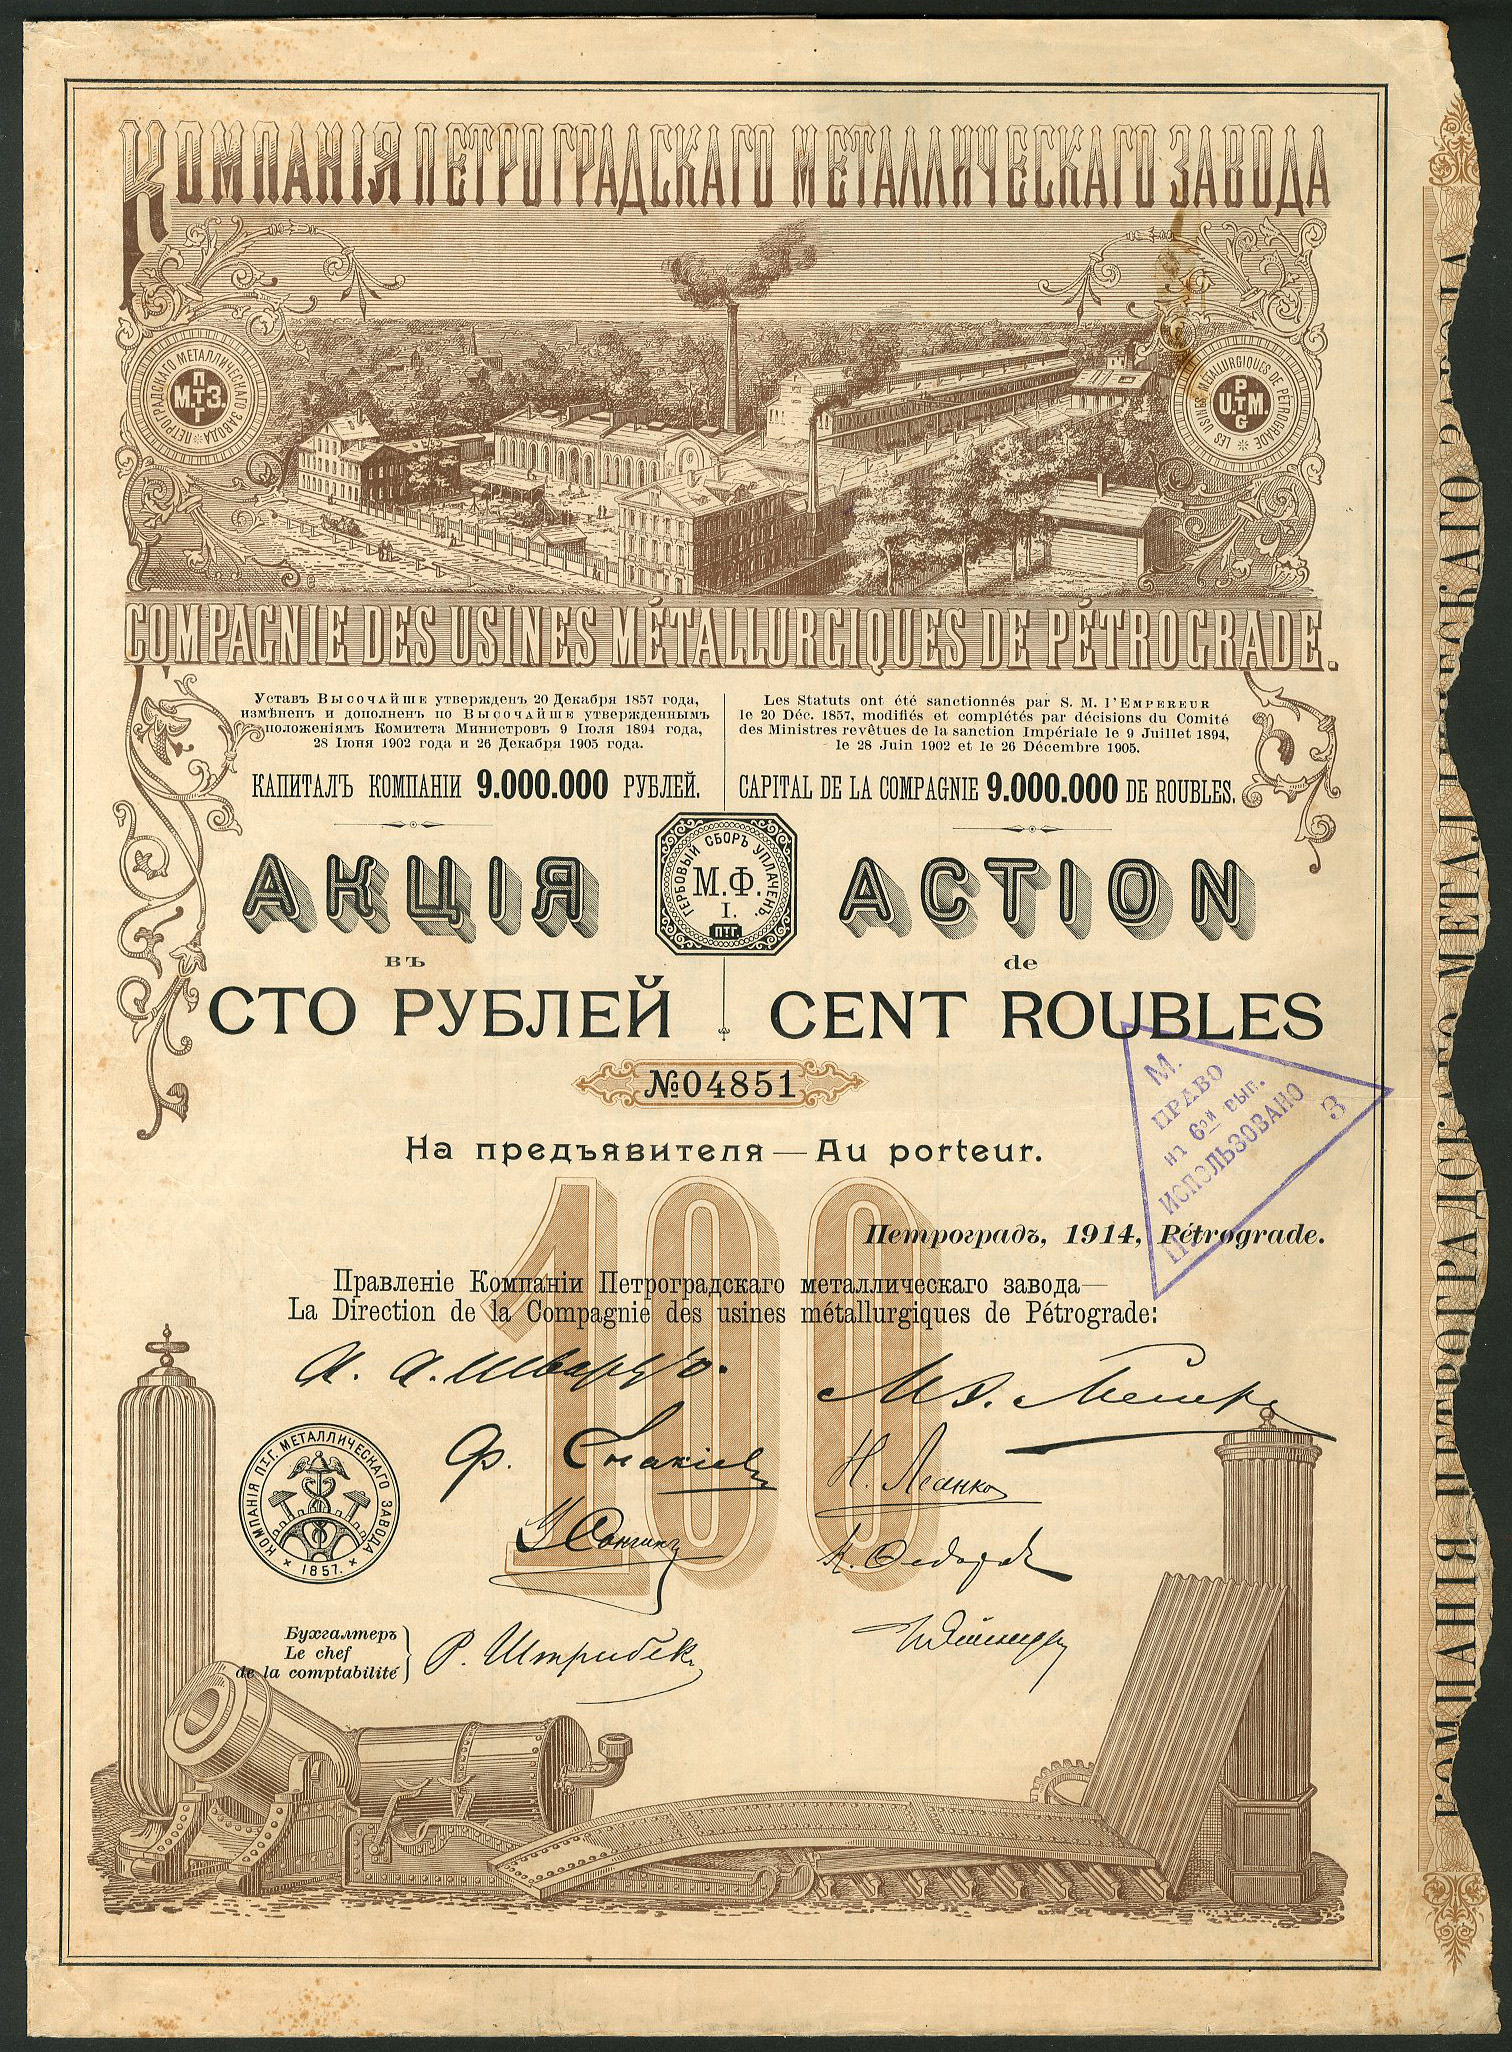 КОМПАНІЯ ПЕТРОГРАДСКАГО МЕТАЛЛИЧЕСКАГО ЗАВОДА
ПЕТРОГРАДСКАГО МЕТАЛЛИЧЕСКАГО ЗАВОДА
М.П.Т.Г.З.
LES USINES METALLURGIQUES DE PÉTROGRADE
U.P.T.G.M.
COMPAGNIE DES USINES MÉTALLURGIQUES DE PÉTROGRADE.
Уставъ Высочайше утвержденъ 20 Декабря 1857 года,
измѣненъ и дополненъ по Высочайше утвержденнымъ
положеніямъ Комитета Министровъ 9 Іюля 1894 года,
28 Іюня 1902 года и 26 Декабря 1905 года.
Les Statuts ont été sanctionnés par S. M. l'Empereur
le 20 Déc. 1857, modifiés et complétés par décisions du Comité
des Ministres revêtues de la sanction Impériale le 9 Juillet 1894,
le 28 Juin 1902 et le 26 Décembre 1905.
КАПИТАЛЪ КОМПАНІИ 9.000.000 РУБЛЕЙ.
CAPITAL DE LA COMPAGNIE 9.000.000 DE ROUBLES.
АКЦІЯ
ГЕРБОВЫЙ СБОРЪ УПЛАЧЕНЪ.
М.Ф.
I.
ПТГ.
ACTION
въ
de
СТО РУБЛЕЙ
CENT ROUBLES
№04851
На предъявителя — Au porteur.
М.
ПРАВО
на 6ой вып.
ИСПОЛЬЗОВАНО
З
П.
100
Петроградъ, 1914, Pétrograde.
Правленіе Компаніи Петроградскаго металлическаго завода—
La Direction de la Compagnie des usines métallurgiques de Pétrograde:
КОМПАНІЯ ПТГ. МЕТАЛЛИЧЕСКАГО ЗАВОДА
1857.
Бухгалтеръ
Le chef
de la comptabilité
Р. Штрибек
КОМПАНІЯ ПЕТРОГРАДСКАГО МЕТАЛЛИЧЕСКАГО ЗАВОДА